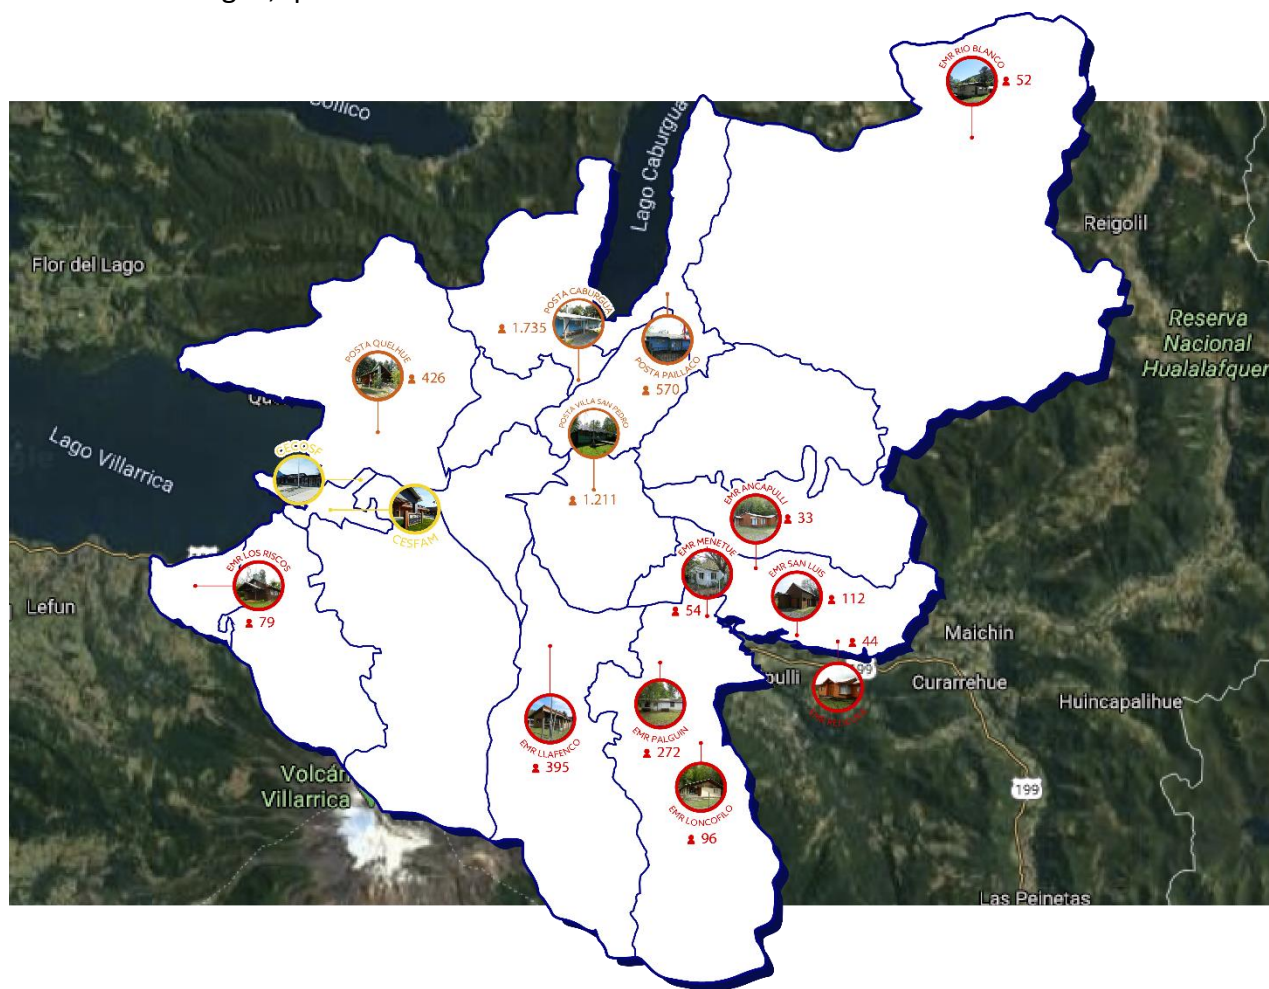 EMR RIO BLANCO
52
Lago Caburgua
Reigolil
Flor del Lago
POSTA CABURGUA
1.735
Reserva
Nacional
Hualalafquer
POSTA QUELHUE
426
POSTA PAILLACO
570
POSTA VILLA SAN PEDRO
1.211
Lago Villarrica
CECOSF
CESFAM
EMR ANCAPULLI
33
EMR MENETUE
54
EMR SAN LUIS
112
EMR LOS RISCOS
79
Lefun
44
Maichin
199
Curarrehue
Huincapalihue
EMR LLAFENCO
395
EMR PALGUIN
272
EMR LONCOFILO
96
Volcán
Villarrica
199
Las Peinetas